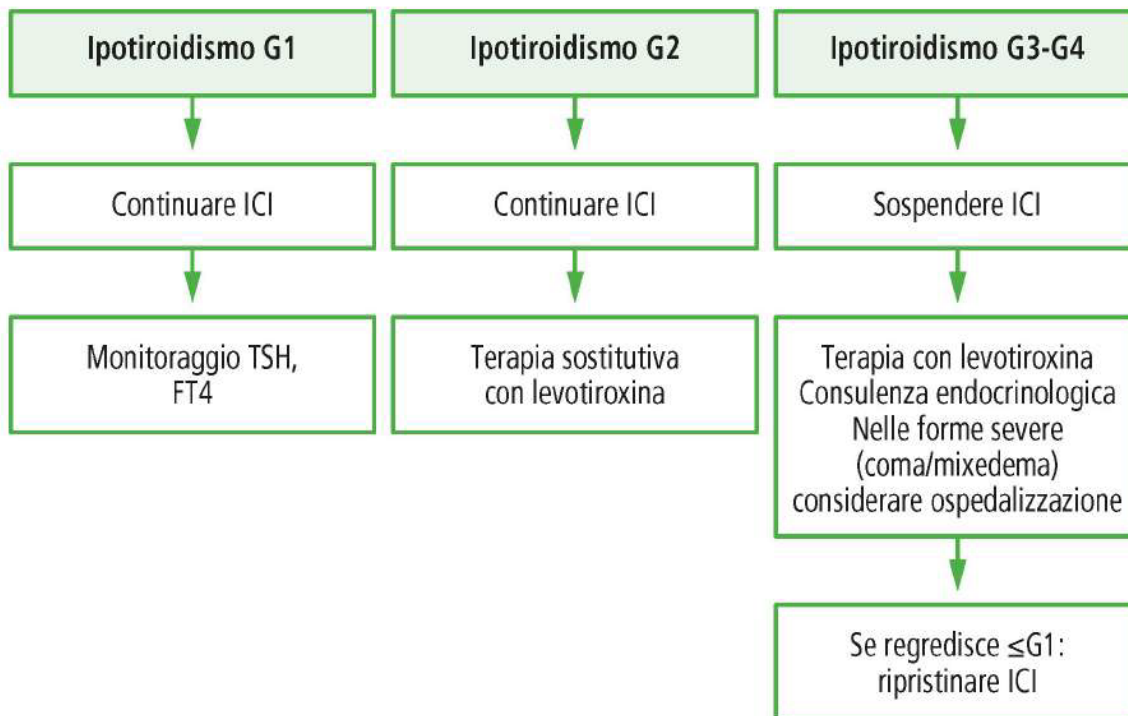 Ipotiroidismo G1
Continuare ICI
Monitoraggio TSH,
FT4
Ipotiroidismo G2
Continuare ICI
Terapia sostitutiva
con levotiroxina
Ipotiroidismo G3-G4
Sospendere ICI
Terapia con levotiroxina
Consulenza endocrinologica
Nelle forme severe
(coma/mixedema)
considerare ospedalizzazione
Se regredisce ≤G1:
ripristinare ICI